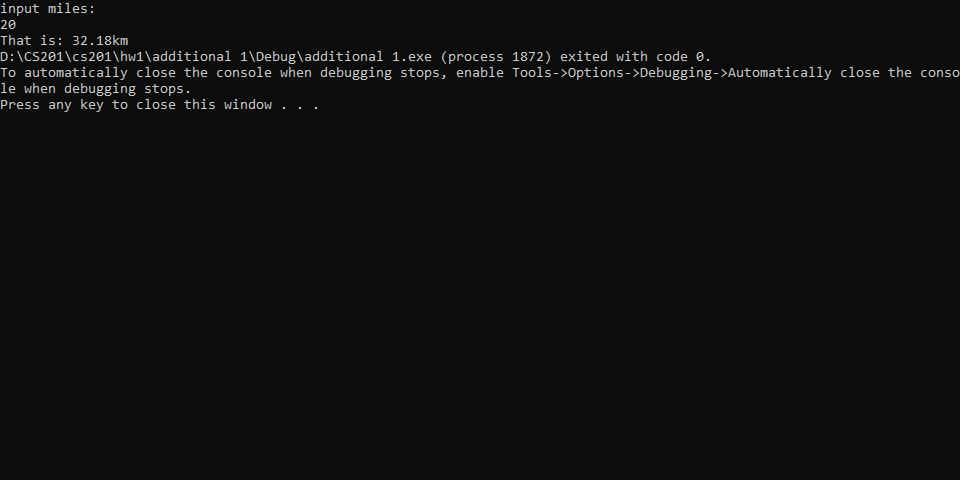 input miles:
20
That is: 32.18km
D:\CS201\cs201\hw1\additional 1\Debug\additional 1.exe (process 1872) exited with code 0.
To automatically close the console when debugging stops, enable Tools->Options->Debugging->Automatically close the conso
le when debugging stops.
Press any key to close this window . . .